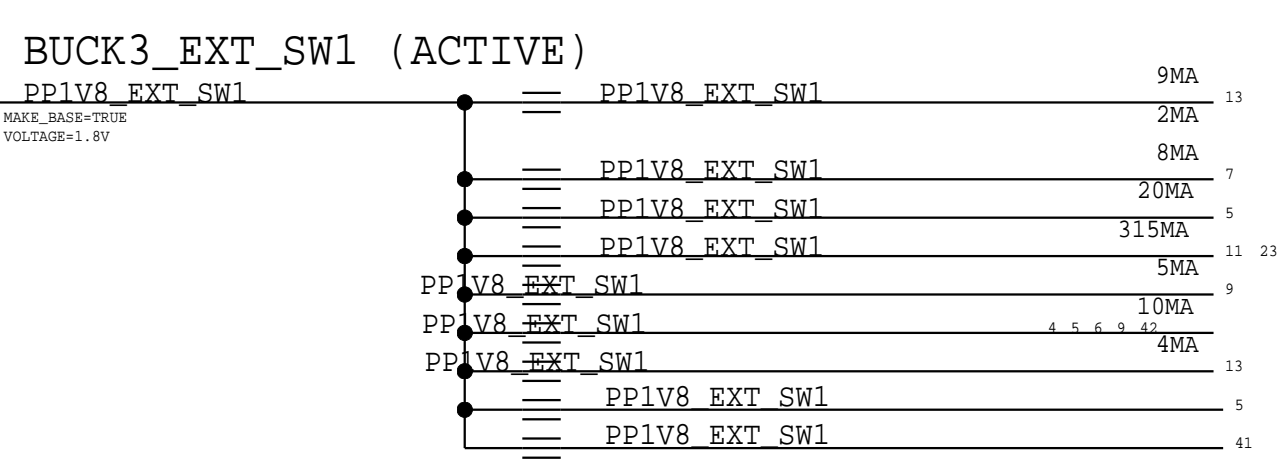 BUCK3_EXT_SW1 (ACTIVE)
9MA
PP1V8_EXT_SW1 PP1V8_EXT_SW1 13
MAKE_BASE=TRUE 2MA
VOLTAGE=1.8V
8MA
PP1V8_EXT_SW1 7
20MA
PP1V8_EXT_SW1 5
315MA
PP1V8_EXT_SW1 11 23
5MA
PP1V8_EXT_SW1 9
10MA
PP1V8_EXT_SW1 4 5 6 9 42
4MA
PP1V8_EXT_SW1 13
PP1V8_EXT_SW1 5
PP1V8_EXT_SW1 41